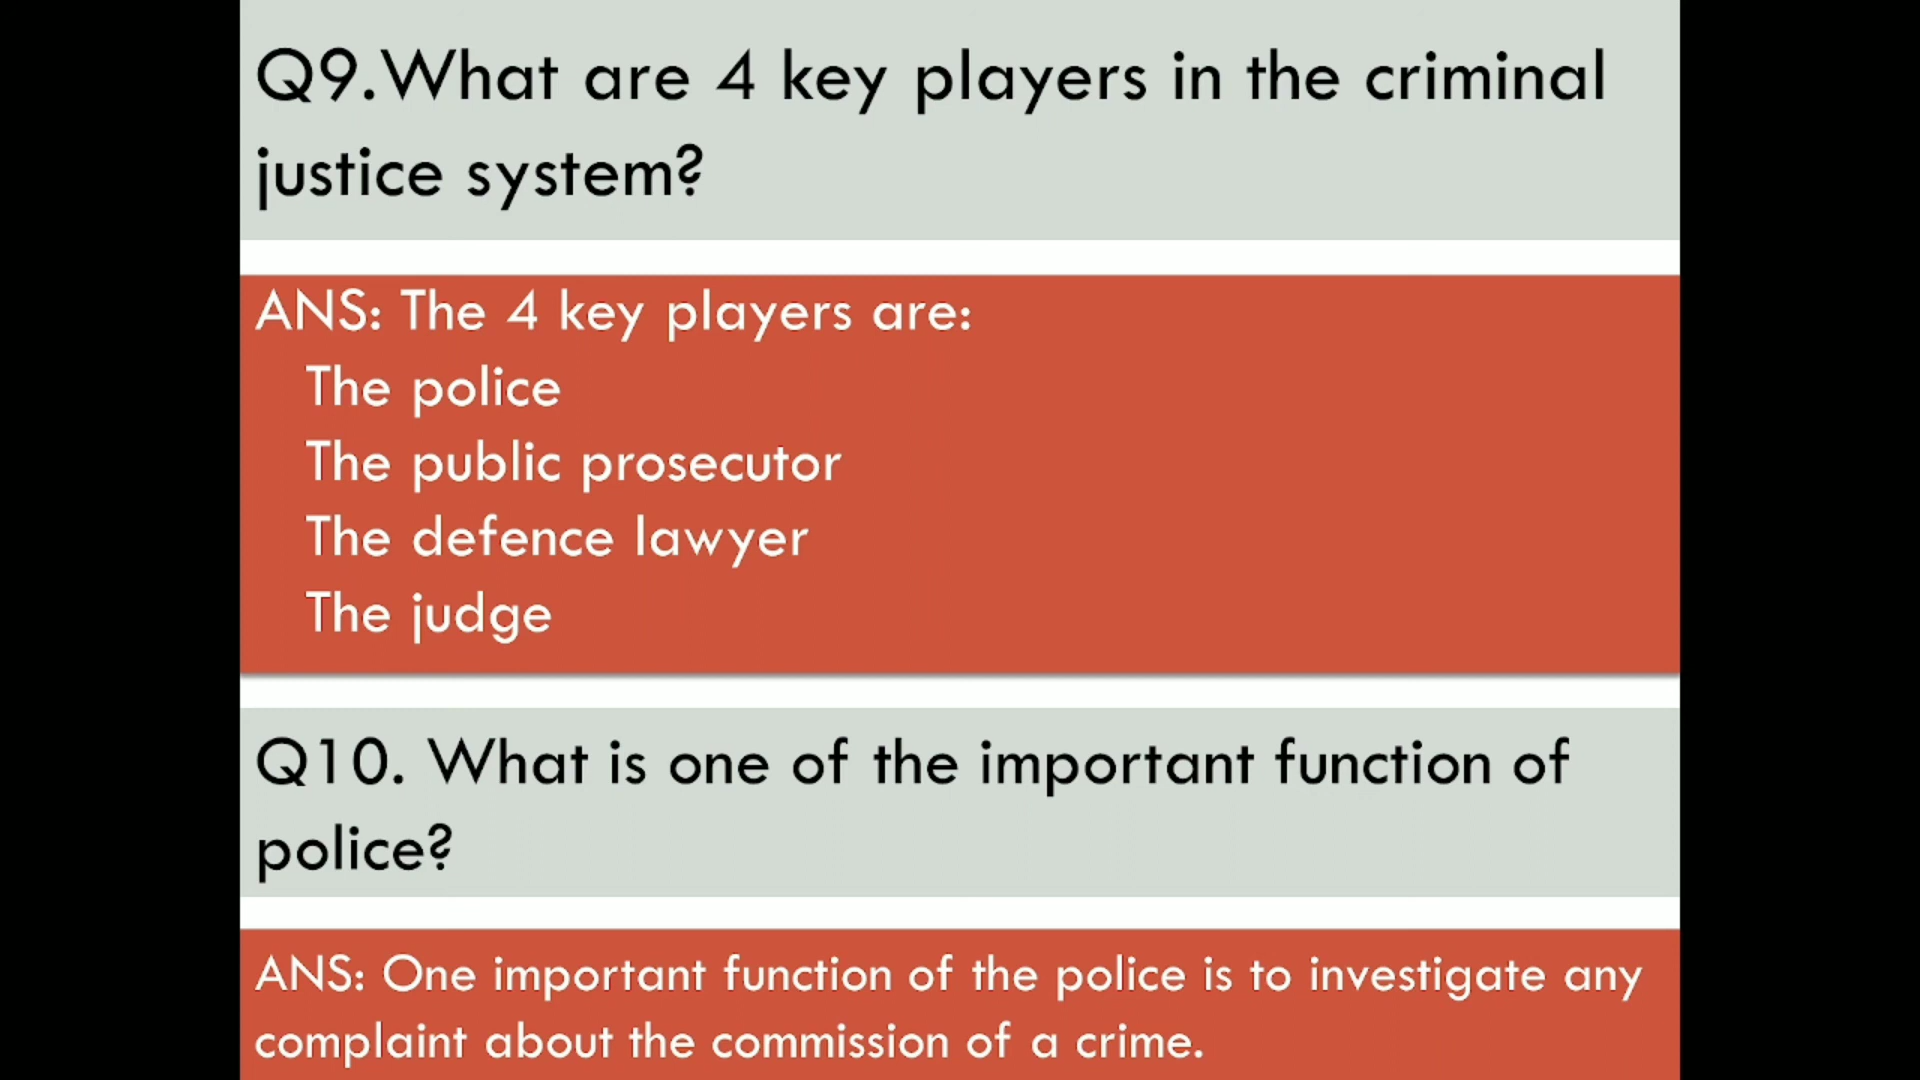 Q9.What are 4 key players in the criminal
justice system?
ANS: The 4 key players are:
The police
The public prosecutor
The defence lawyer
The judge
Q10. What is one of the important function of
police?
ANS: One important function of the police is to investigate any
complaint about the commission of a crime.